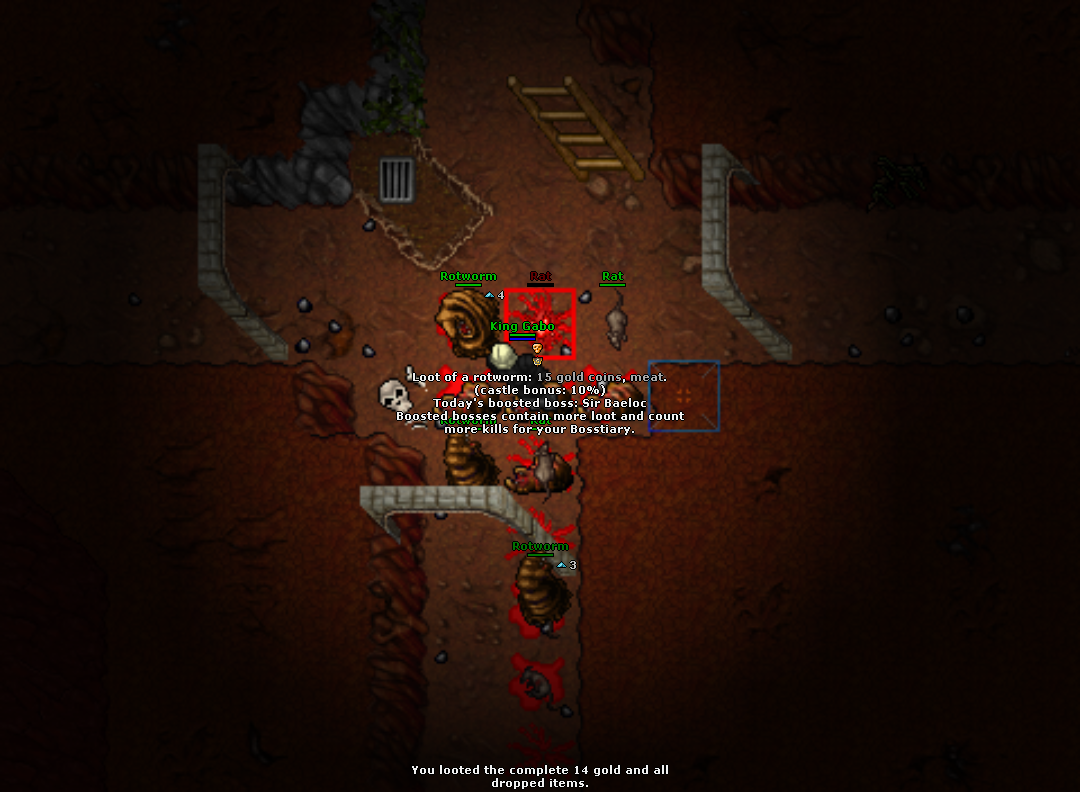 Rotworm
Rat
Rat
4
King Gabo
Loot of a rotworm: 15 gold coins, meat.
(castle bonus: 10%)
Today's boosted boss: Sir Baeloc
Boosted bosses contain more loot and count
Rotworm
Rat
more kills for your Bosstiary.
Rotworm
3
You looted the complete 14 gold and all
dropped items.